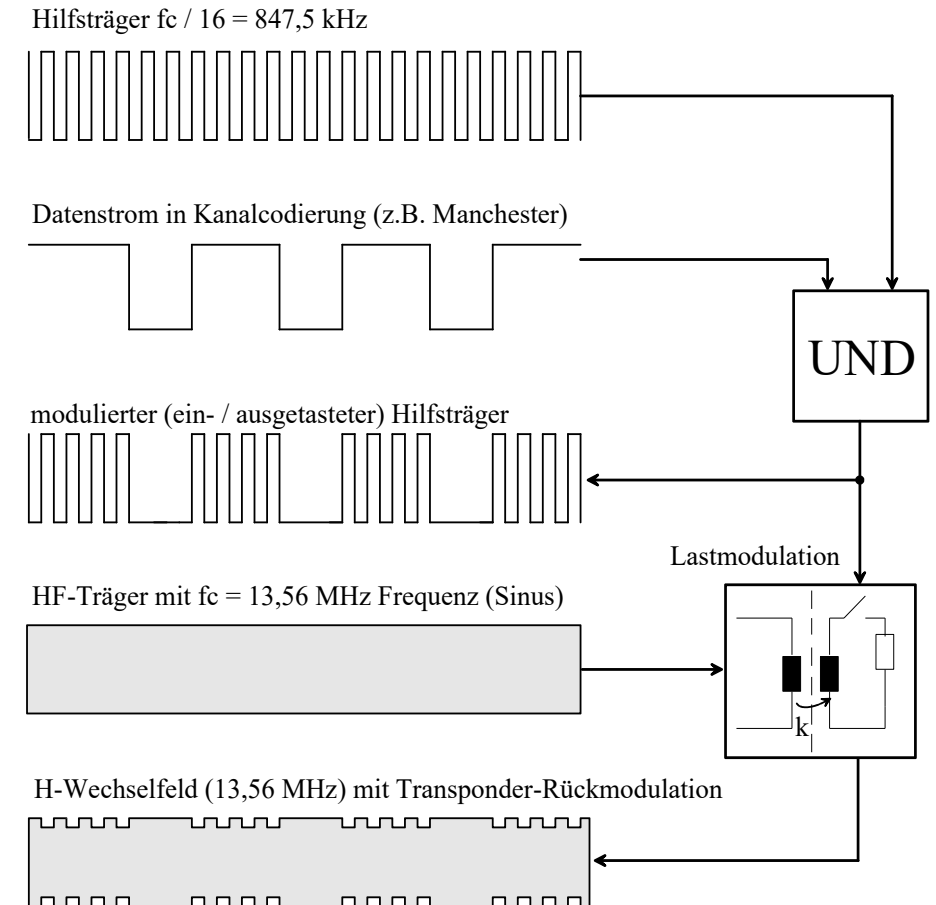 Hilfsträger fc / 16 = 847,5 kHz
Datenstrom in Kanalcodierung (z.B. Manchester)
UND
modulierter (ein- / ausgetasteter) Hilfsträger
Lastmodulation
HF-Träger mit fc = 13,56 MHz Frequenz (Sinus)
k
H-Wechselfeld (13,56 MHz) mit Transponder-Rückmodulation